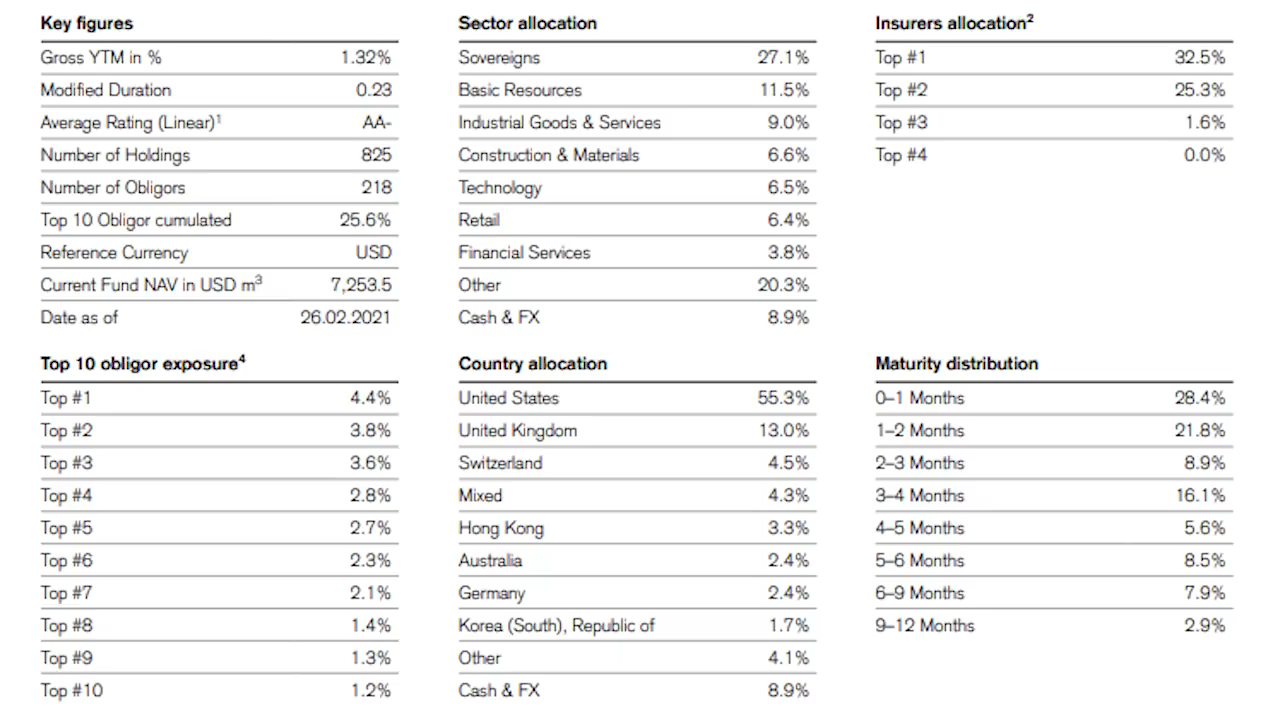 Key figures
Gross YTM in % 1.32%
Modified Duration 0.23
Average Rating (Linear)1 AA-
Number of Holdings 825
Number of Obligors 218
Top 10 Obligor cumulated 25.6%
Reference Currency USD
Current Fund NAV in USD m3 7,253.5
Date as of 26.02.2021
Sector allocation
Sovereigns 27.1%
Basic Resources 11.5%
Industrial Goods & Services 9.0%
Construction & Materials 6.6%
Technology 6.5%
Retail 6.4%
Financial Services 3.8%
Other 20.3%
Cash & FX 8.9%
Insurers allocation2
Top #1 32.5%
Top #2 25.3%
Top #3 1.6%
Top #4 0.0%
Top 10 obligor exposure4
Top #1 4.4%
Top #2 3.8%
Top #3 3.6%
Top #4 2.8%
Top #5 2.7%
Top #6 2.3%
Top #7 2.1%
Top #8 1.4%
Top #9 1.3%
Top #10 1.2%
Country allocation
United States 55.3%
United Kingdom 13.0%
Switzerland 4.5%
Mixed 4.3%
Hong Kong 3.3%
Australia 2.4%
Germany 2.4%
Korea (South), Republic of 1.7%
Other 4.1%
Cash & FX 8.9%
Maturity distribution
0–1 Months 28.4%
1–2 Months 21.8%
2–3 Months 8.9%
3–4 Months 16.1%
4–5 Months 5.6%
5–6 Months 8.5%
6–9 Months 7.9%
9–12 Months 2.9%